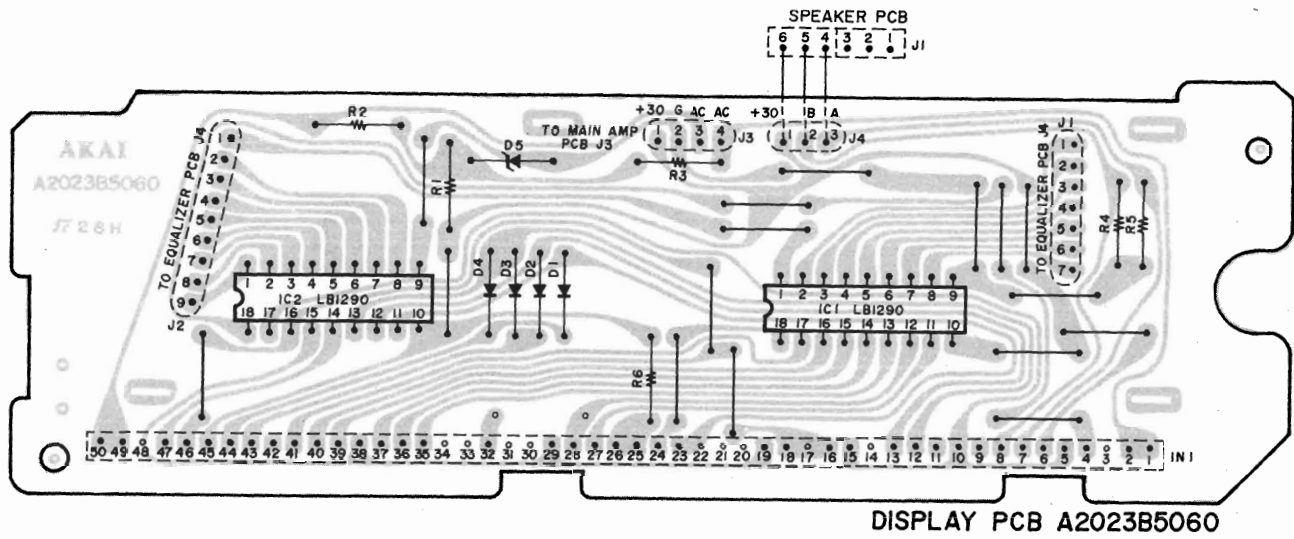 SPEAKER PCB
6 5 4 3 2 1 J1
+30 G AC AC
+30 B A
TO MAIN AMP
PCB J3
1 2 3 4 J3
1 2 3 J4
R2
D5
R3
R1
AKAI
A2023B5060
TO EQUALIZER PCB J4
1
2
3
4
5
6
7
8
9
J2
J1
TO EQUALIZER PCB J4
1
2
3
4
5
6
7
R4
R5
D4
D3
D2
D1
1 2 3 4 5 6 7 8 9
IC2 LB1290
18 17 16 15 14 13 12 11 10
1 2 3 4 5 6 7 8 9
IC1 LB1290
18 17 16 15 14 13 12 11 10
R6
50 49 48 47 46 45 44 43 42 41 40 39 38 37 36 35 34 33 32 31 30 29 28 27 26 25 24 23 22 21 20 19 18 17 16 15 14 13 12 11 10 9 8 7 6 5 4 3 2 1 IN1
DISPLAY PCB A2023B5060